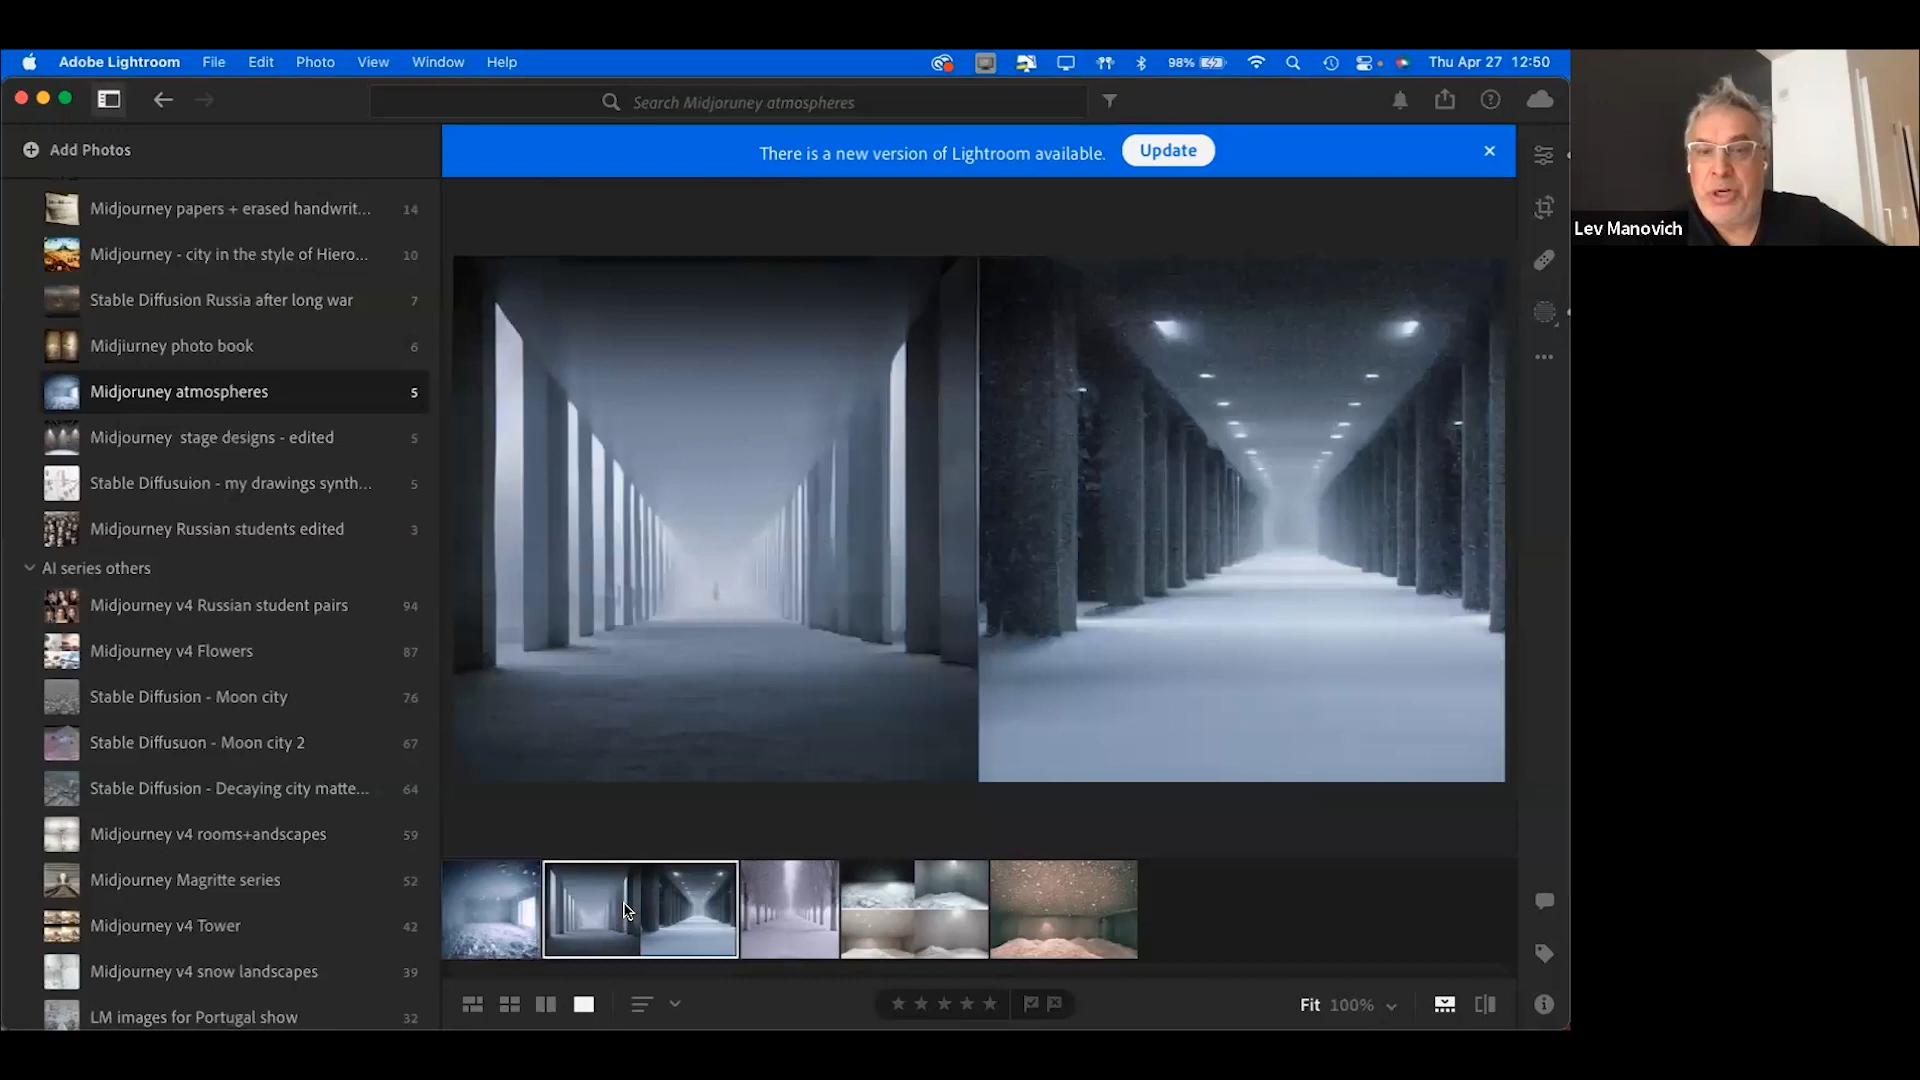 Adobe Lightroom File Edit Photo View Window Help 98% Thu Apr 27 12:50
Search Midjoruney atmospheres
Add Photos
There is a new version of Lightroom available. Update
Midjourney papers + erased handwrit... 14
Midjourney - city in the style of Hiero... 10
Stable Diffusion Russia after long war 7
Midjiurney photo book 6
Midjoruney atmospheres 5
Midjourney stage designs - edited 5
Stable Diffusuion - my drawings synth... 5
Midjourney Russian students edited 3
AI series others
Midjourney v4 Russian student pairs 94
Midjourney v4 Flowers 87
Stable Diffusion - Moon city 76
Stable Diffusuon - Moon city 2 67
Stable Diffusion - Decaying city matte... 64
Midjourney v4 rooms+andscapes 59
Midjourney Magritte series 52
Midjourney v4 Tower 42
Midjourney v4 snow landscapes 39
LM images for Portugal show 32
Fit 100%
Lev Manovich